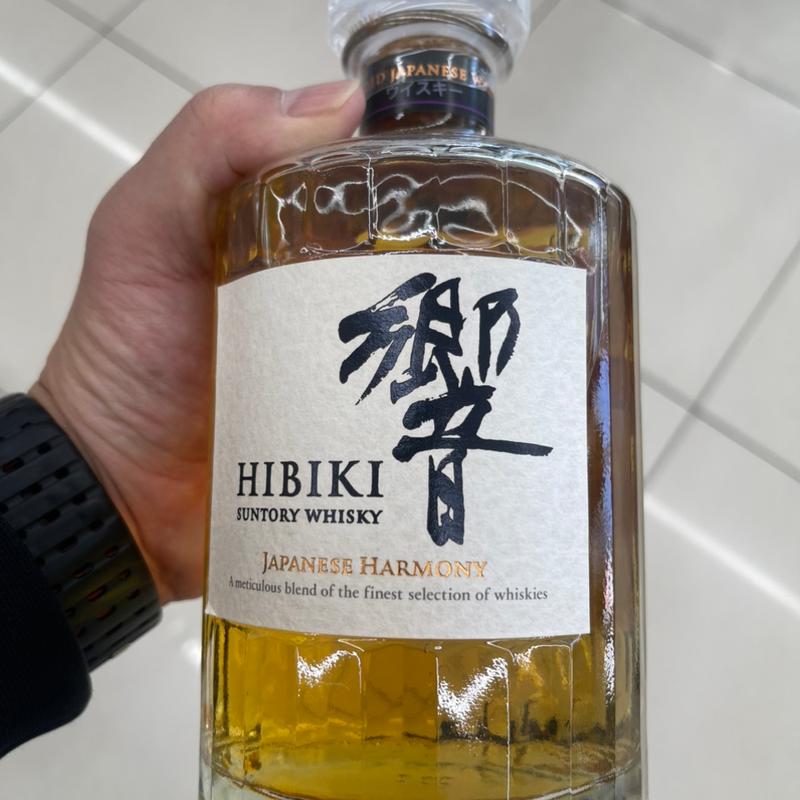 JAPANESE
ウイスキー
響
HIBIKI
SUNTORY WHISKY
JAPANESE HARMONY
A meticulous blend of the finest selection of whiskies